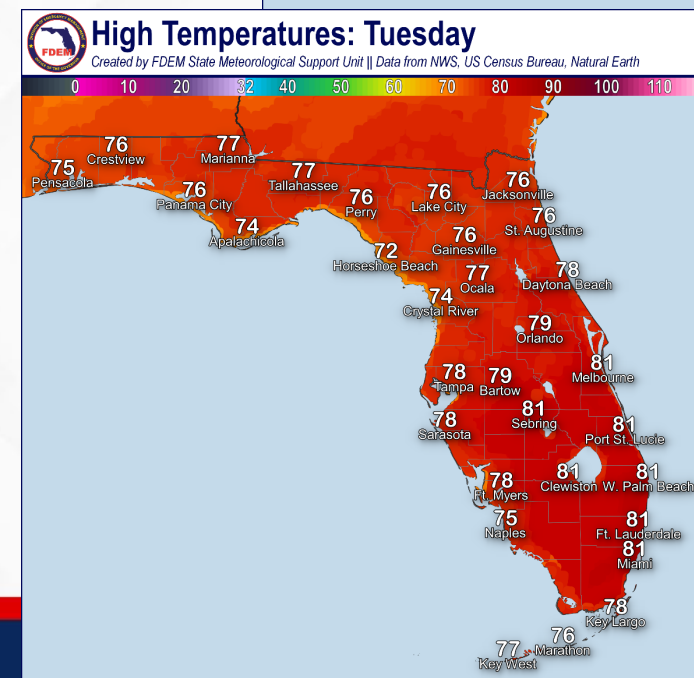 FDEM
High Temperatures: Tuesday
Created by FDEM State Meteorological Support Unit || Data from NWS, US Census Bureau, Natural Earth
0 10 20 32 40 50 60 70 80 90 100 110
76
Crestview
77
Marianna
75
Pensacola
77
Tallahassee
76
Panama City
76
Perry
76
Lake City
76
Jacksonville
74
Apalachicola
76
St. Augustine
76
Gainesville
72
Horseshoe Beach
77
Ocala
78
Daytona Beach
74
Crystal River
79
Orlando
81
Melbourne
78
Tampa
79
Bartow
81
Sebring
78
Sarasota
81
Port St. Lucie
81
Clewiston
81
W. Palm Beach
78
Ft. Myers
75
Naples
81
Ft. Lauderdale
81
Miami
78
Key Largo
76
Marathon
77
Key West